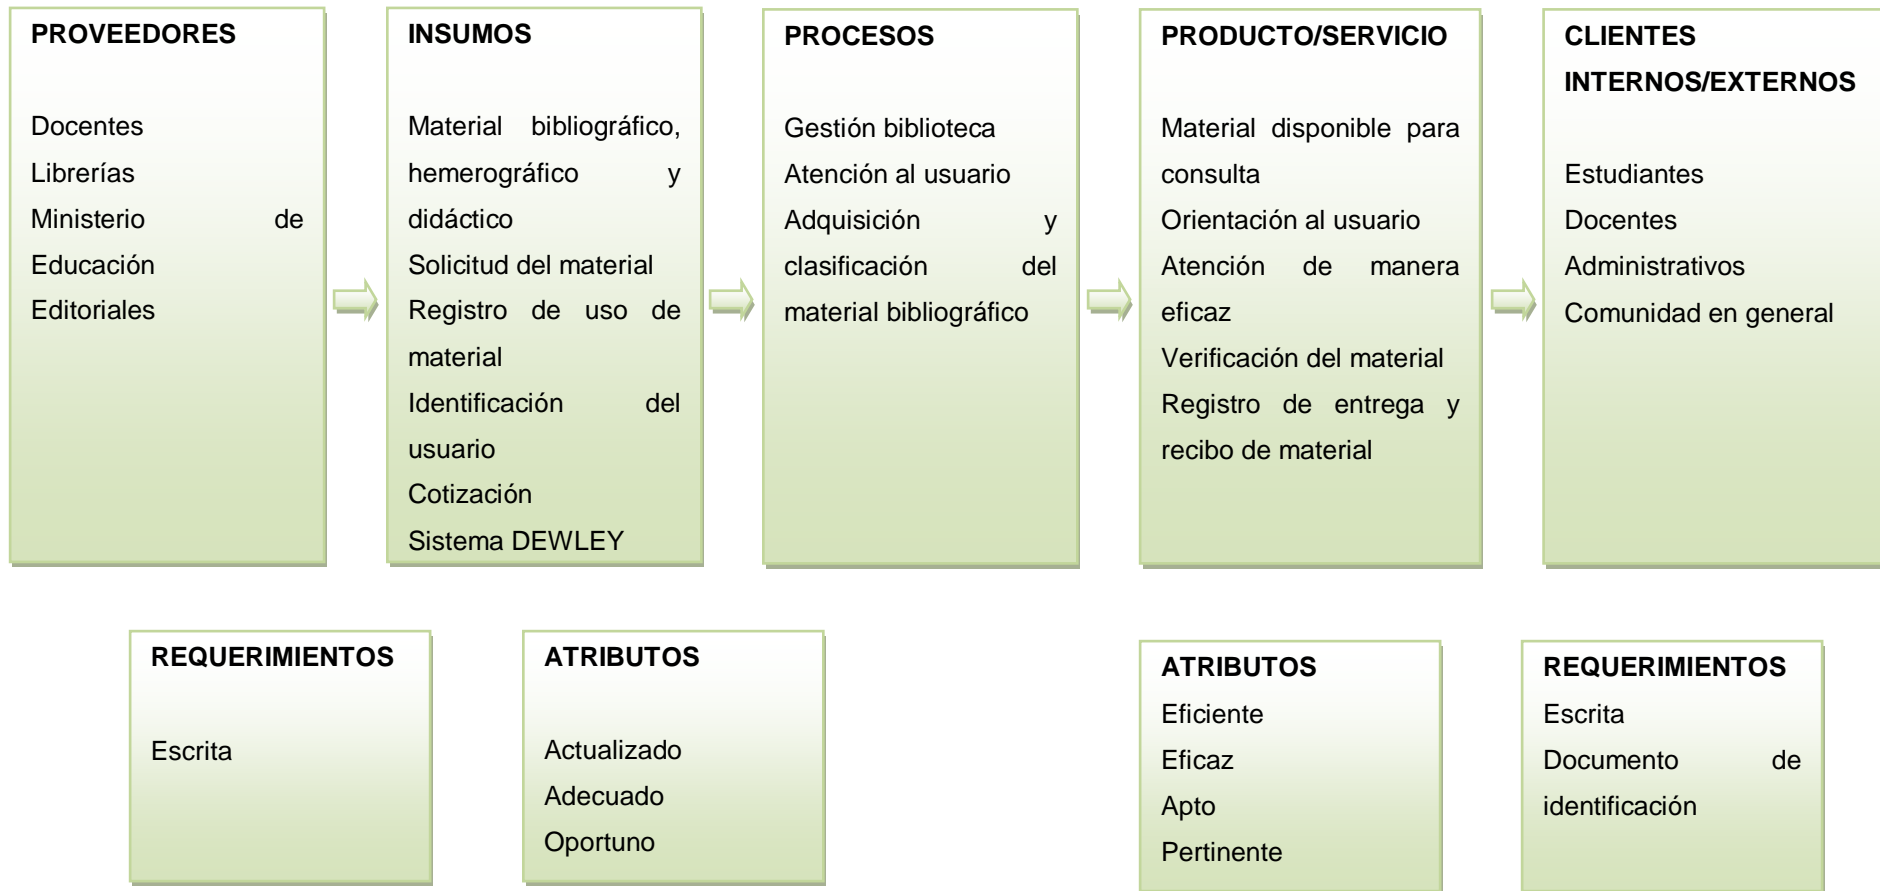 PROVEEDORES
Docentes
Librerías
Ministerio de
Educación
Editoriales
INSUMOS
Material bibliográfico,
hemerográfico y
didáctico
Solicitud del material
Registro de uso de
material
Identificación del
usuario
Cotización
Sistema DEWLEY
PROCESOS
Gestión biblioteca
Atención al usuario
Adquisición y
clasificación del
material bibliográfico
PRODUCTO/SERVICIO
Material disponible para
consulta
Orientación al usuario
Atención de manera
eficaz
Verificación del material
Registro de entrega y
recibo de material
CLIENTES
INTERNOS/EXTERNOS
Estudiantes
Docentes
Administrativos
Comunidad en general
REQUERIMIENTOS
Escrita
ATRIBUTOS
Actualizado
Adecuado
Oportuno
ATRIBUTOS
Eficiente
Eficaz
Apto
Pertinente
REQUERIMIENTOS
Escrita
Documento de
identificación